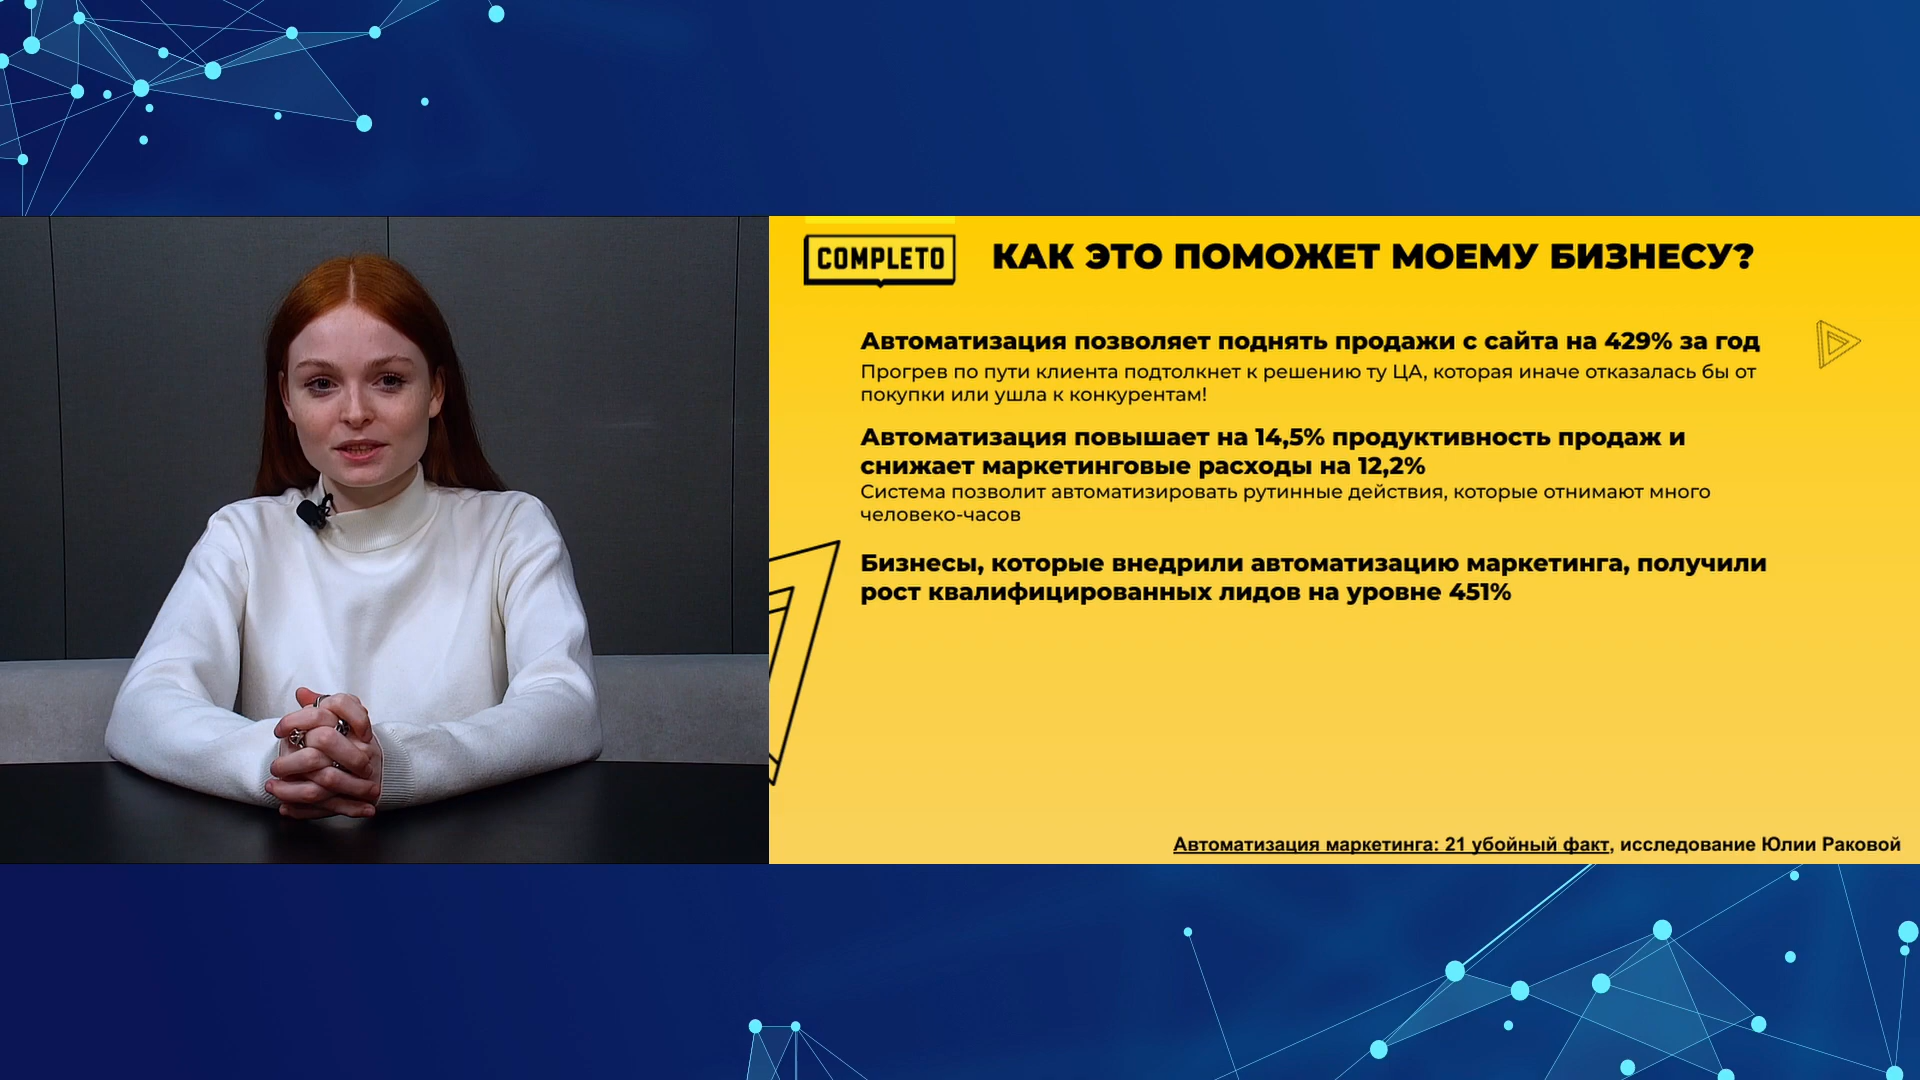 COMPLETO
КАК ЭТО ПОМОЖЕТ МОЕМУ БИЗНЕСУ?
Автоматизация позволяет поднять продажи с сайта на 429% за год
Прогрев по пути клиента подтолкнет к решению ту ЦА, которая иначе отказалась бы от
покупки или ушла к конкурентам!
Автоматизация повышает на 14,5% продуктивность продаж и
снижает маркетинговые расходы на 12,2%
Система позволит автоматизировать рутинные действия, которые отнимают много
человеко-часов
Бизнесы, которые внедрили автоматизацию маркетинга, получили
рост квалифицированных лидов на уровне 451%
Автоматизация маркетинга: 21 убойный факт, исследование Юлии Раковой